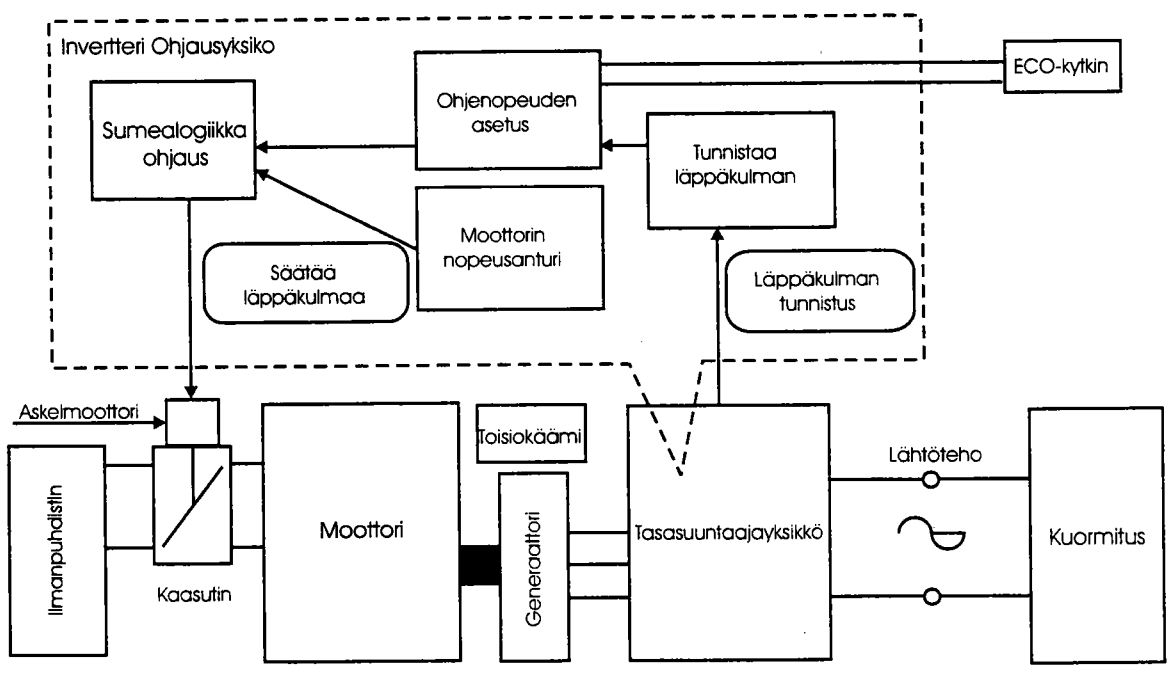 Invertteri Ohjausyksiko
ECO-kytkin
Ohjenopeuden
asetus
Sumealogiikka
ohjaus
Tunnistaa
läppäkulman
Moottorin
nopeusanturi
Säätää
läppäkulmaa
Läppäkulman
tunnistus
Askelmoottori
Toisiokäämi
Lähtöteho
Ilmanpuhdistin
Moottori
Generaattori
Tasasuuntaajayksikkö
Kuormitus
Kaasutin